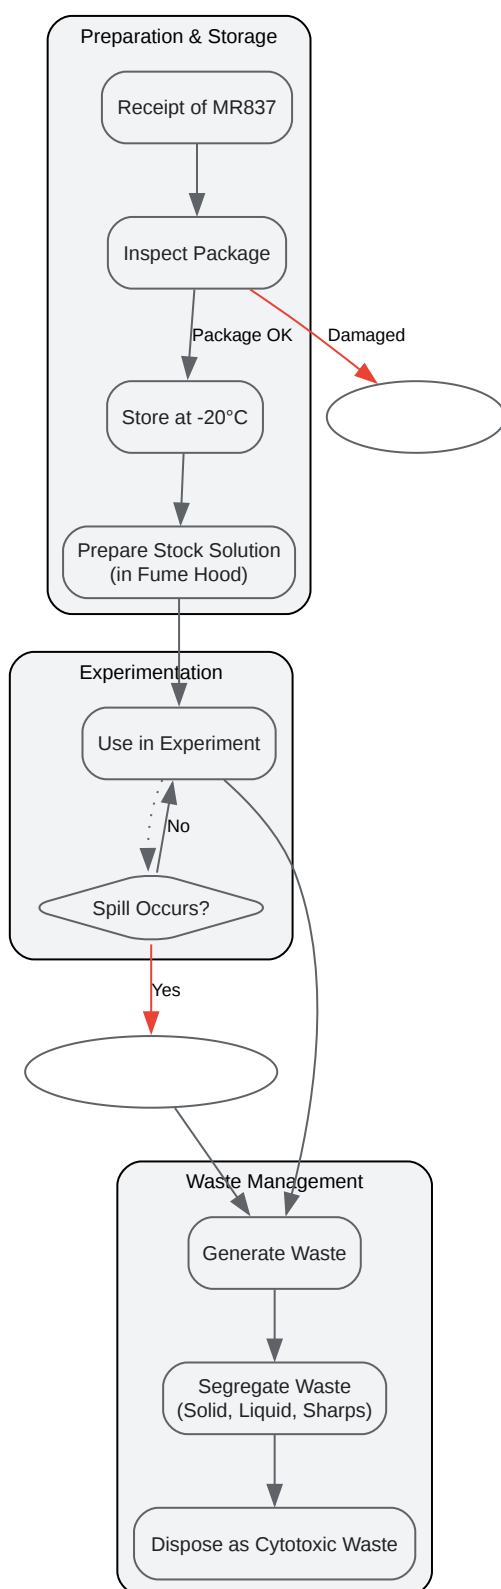 Preparation & Storage
Receipt of MR837
Inspect Package
Package OK
Damaged
Store at -20°C
Prepare Stock Solution
(in Fume Hood)
Experimentation
Use in Experiment
No
Spill Occurs?
Yes
Waste Management
Generate Waste
Segregate Waste
(Solid, Liquid, Sharps)
Dispose as Cytotoxic Waste